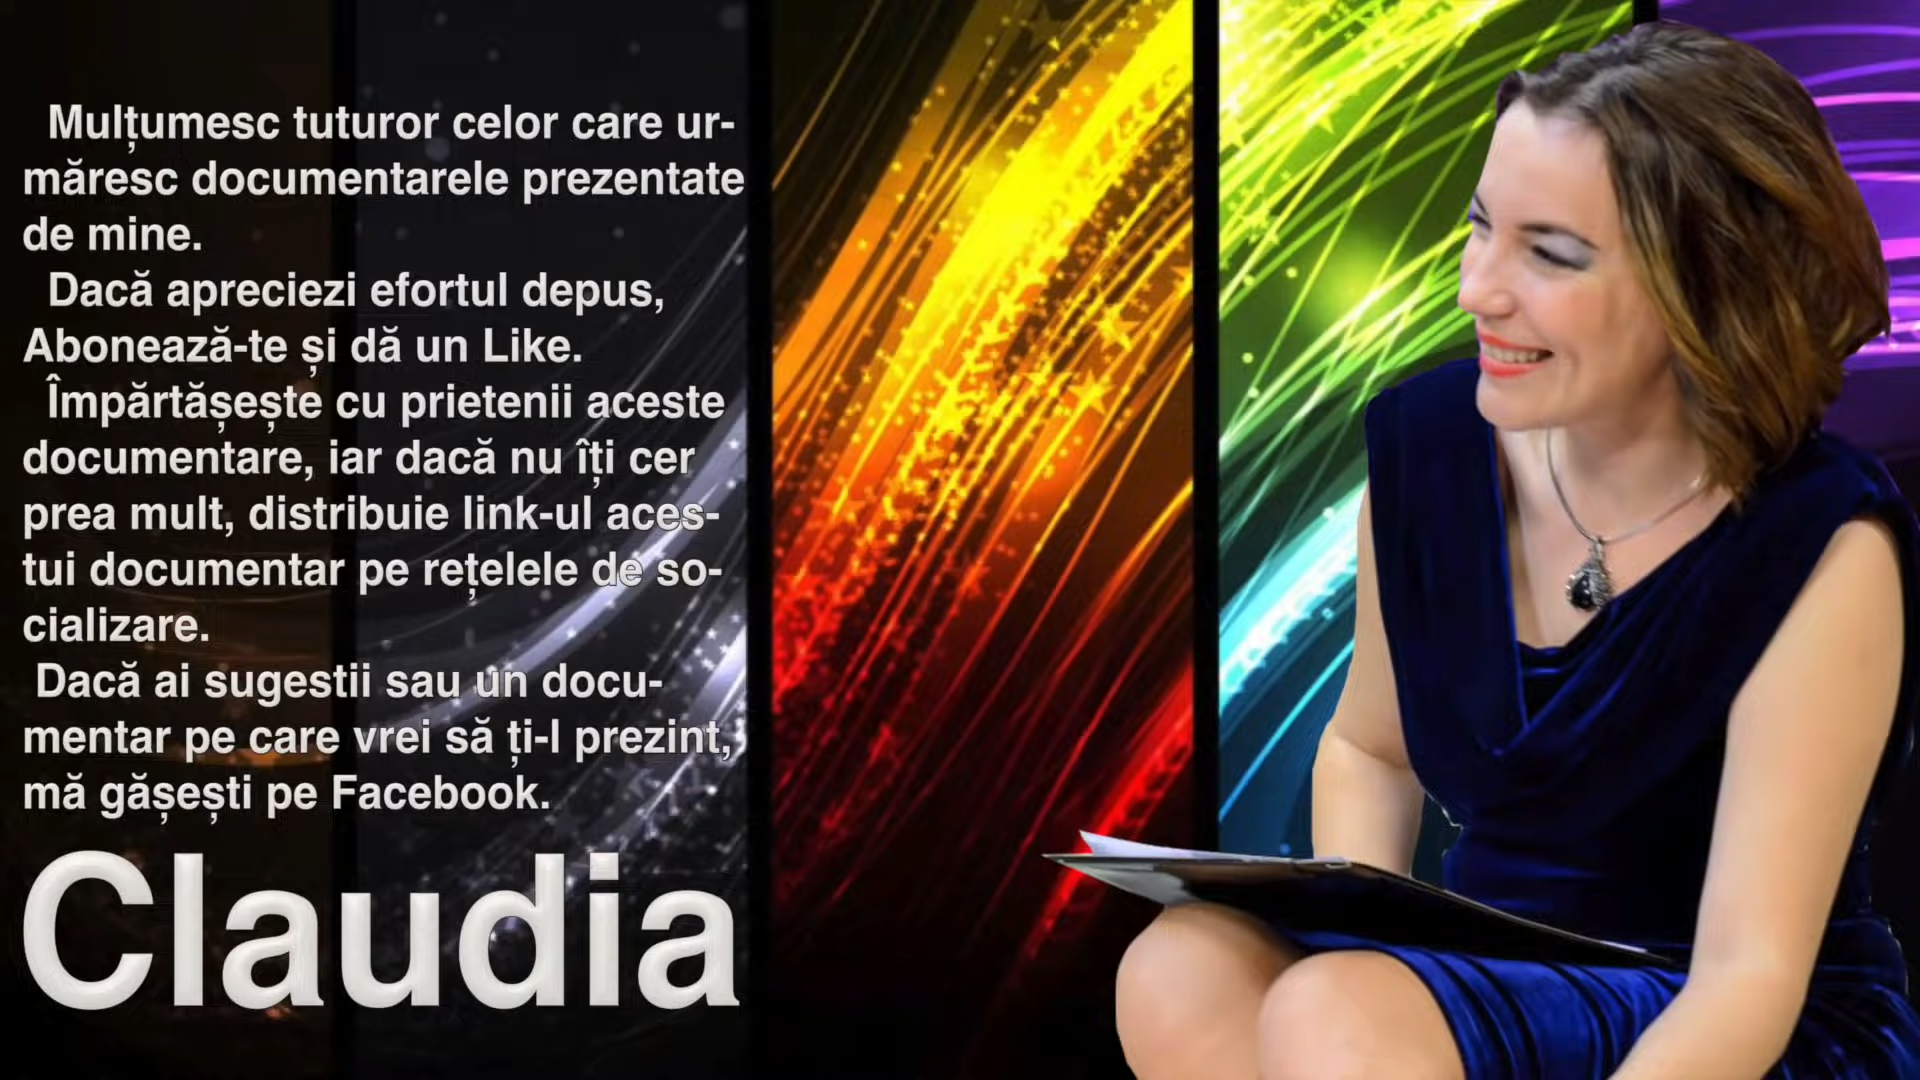 Mulțumesc tuturor celor care ur-
măresc documentarele prezentate
de mine.
Dacă apreciezi efortul depus,
Abonează-te și dă un Like.
Împărtășește cu prietenii aceste
documentare, iar dacă nu îți cer
prea mult, distribuie link-ul aces-
tui documentar pe rețelele de so-
cializare.
Dacă ai sugestii sau un docu-
mentar pe care vrei să ți-l prezint,
mă găsești pe Facebook.
Claudia